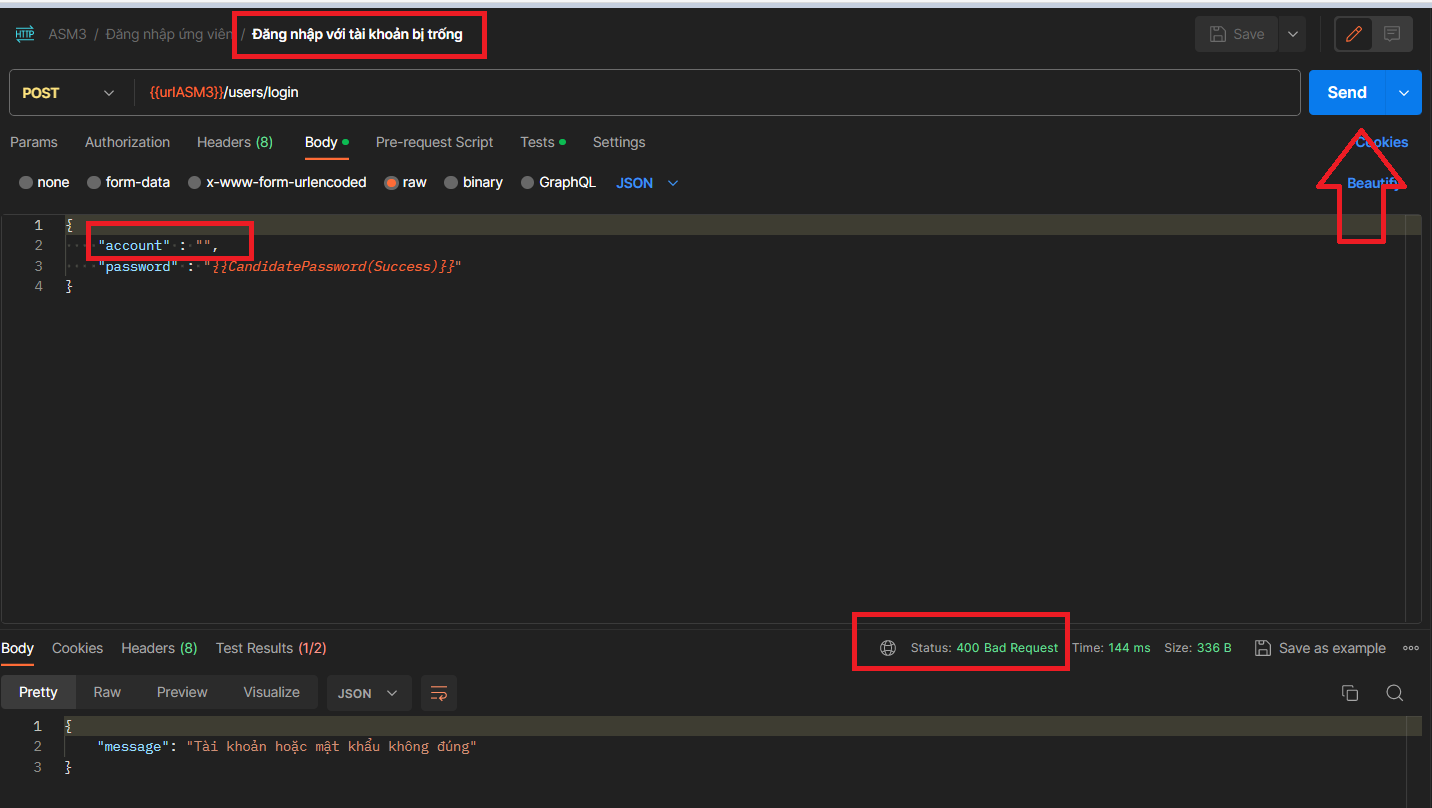 HTTP ASM3 / Đăng nhập ứng viên / Đăng nhập với tài khoản bị trống Save
POST {{urlASM3}}/users/login Send
Params Authorization Headers (8) Body Pre-request Script Tests Settings Cookies
none form-data x-www-form-urlencoded raw binary GraphQL JSON Beautify
1 {
2 "account" : "",
3 "password" : "{{CandidatePassword(Success)}}"
4 }
Body Cookies Headers (8) Test Results (1/2) Status: 400 Bad Request Time: 144 ms Size: 336 B Save as example
Pretty Raw Preview Visualize JSON
1 {
2 "message": "Tài khoản hoặc mật khẩu không đúng"
3 }